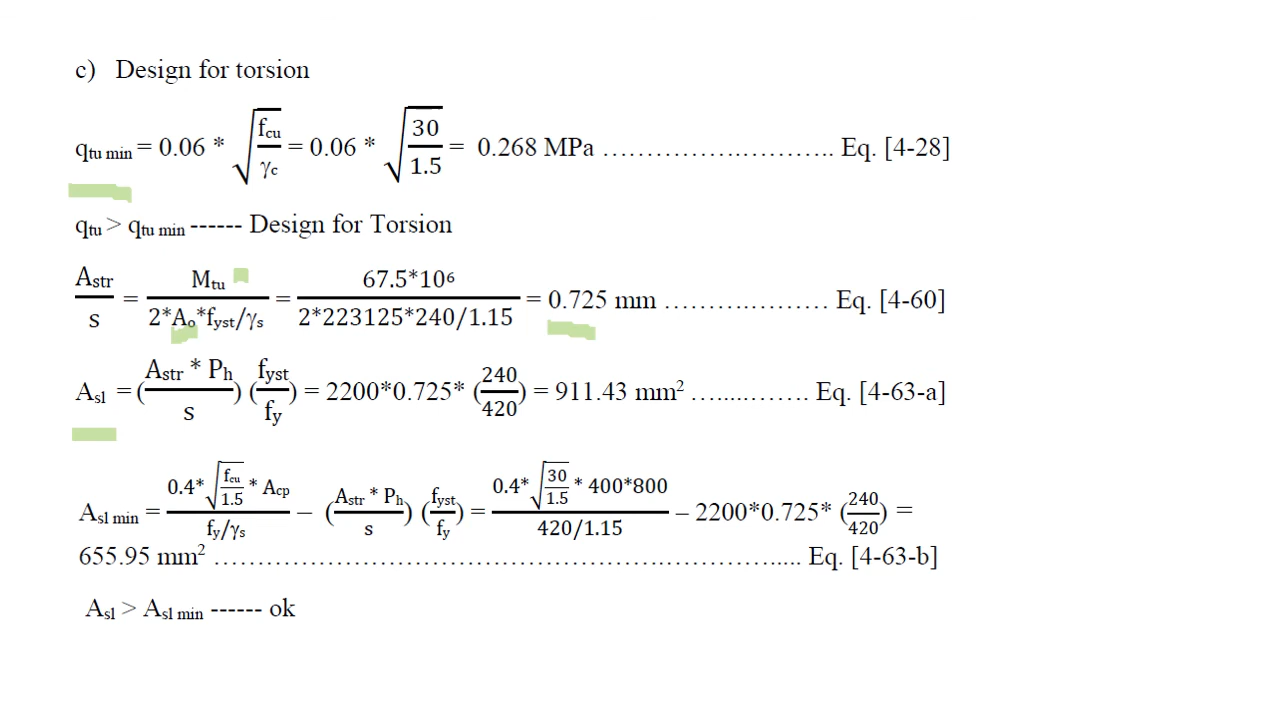 c) Design for torsion
qtu min = 0.06 * √(fcu/γc) = 0.06 * √(30/1.5) = 0.268 MPa ……………….……….. Eq. [4-28]
qtu > qtu min ------ Design for Torsion
Astr/s = Mtu/(2*Ao*fyst/γs) = 67.5*10⁶/(2*223125*240/1.15) = 0.725 mm ……….……… Eq. [4-60]
Asl = (Astr * Ph/s) (fyst/fy) = 2200*0.725* (240/420) = 911.43 mm² ….....……. Eq. [4-63-a]
Asl min = (0.4*√(fcu/1.5) * Acp)/(fy/γs) – (Astr * Ph/s) (fyst/fy) = (0.4*√(30/1.5) * 400*800)/(420/1.15) – 2200*0.725* (240/420) =
655.95 mm² ……………………………………………….………….... Eq. [4-63-b]
Asl > Asl min ------ ok